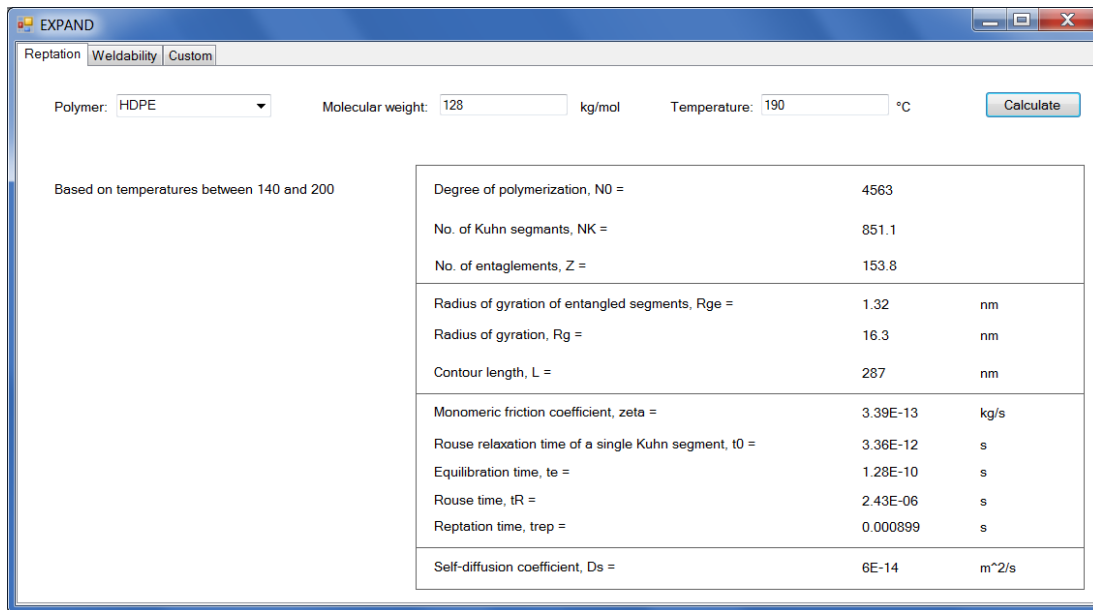 EXPAND
Reptation Weldability Custom
Polymer: HDPE Molecular weight: 128 kg/mol Temperature: 190 °C Calculate
Based on temperatures between 140 and 200
Degree of polymerization, N0 = 4563
No. of Kuhn segmants, NK = 851.1
No. of entaglements, Z = 153.8
Radius of gyration of entangled segments, Rge = 1.32 nm
Radius of gyration, Rg = 16.3 nm
Contour length, L = 287 nm
Monomeric friction coefficient, zeta = 3.39E-13 kg/s
Rouse relaxation time of a single Kuhn segment, t0 = 3.36E-12 s
Equilibration time, te = 1.28E-10 s
Rouse time, tR = 2.43E-06 s
Reptation time, trep = 0.000899 s
Self-diffusion coefficient, Ds = 6E-14 m^2/s